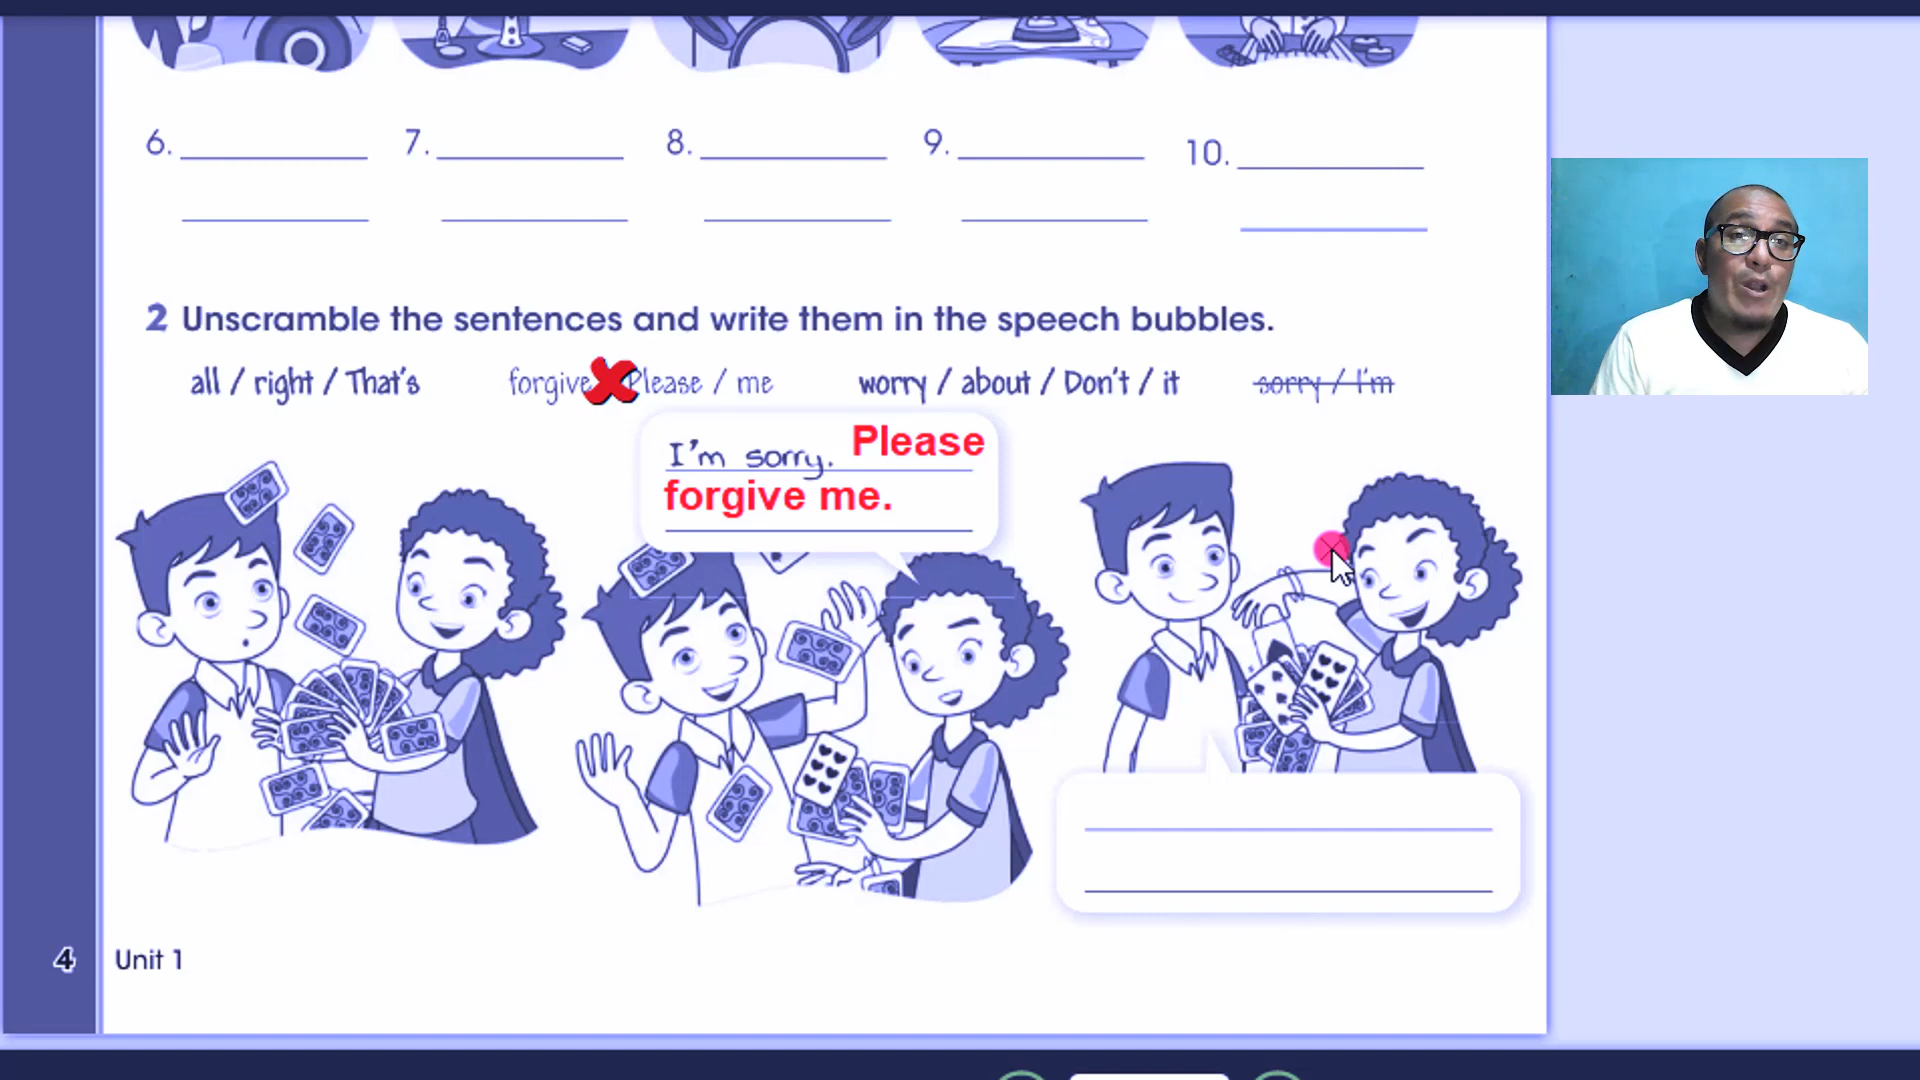 6. 7. 8. 9. 10.
2 Unscramble the sentences and write them in the speech bubbles.
all / right / That's forgive Please / me worry / about / Don't / it sorry / I'm
I'm sorry. Please
forgive me.
4 Unit 1